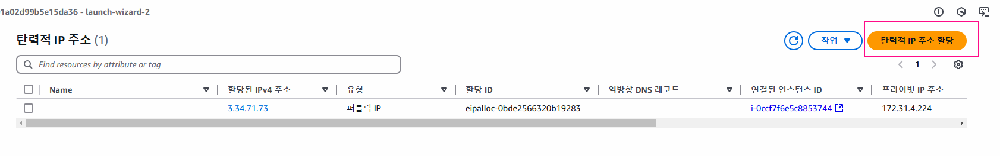 01a02d99b5e15da36 - launch-wizard-2
탄력적 IP 주소 (1)
작업
탄력적 IP 주소 할당
Find resources by attribute or tag
1
Name 할당된 IPv4 주소 유형 할당 ID 역방향 DNS 레코드 연결된 인스턴스 ID 프라이빗 IP 주소
– 3.34.71.73 퍼블릭 IP eipalloc-0bde2566320b19283 – i-0ccf7f6e5c8853744 172.31.4.224